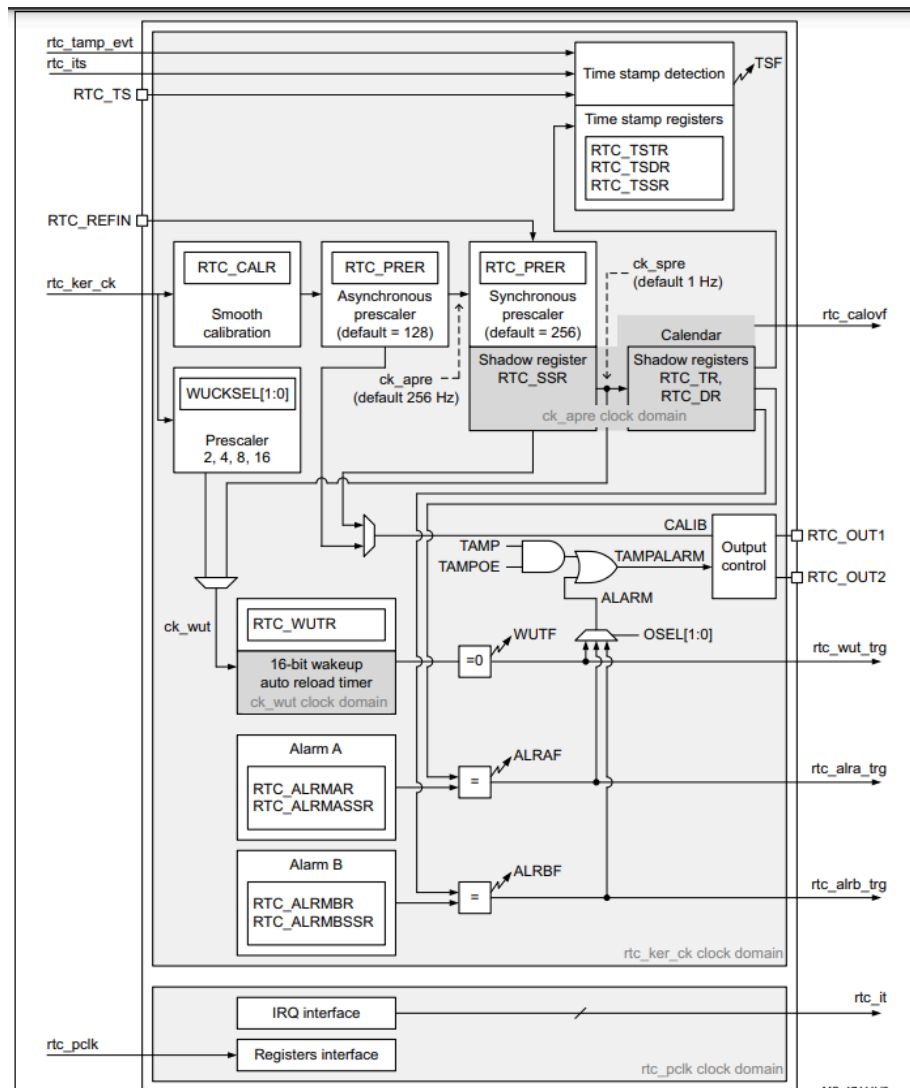 rtc_tamp_evt
rtc_its
RTC_TS
Time stamp detection
TSF
Time stamp registers
RTC_TSTR
RTC_TSDR
RTC_TSSR
RTC_REFIN
rtc_ker_ck
RTC_CALR
Smooth
calibration
RTC_PRER
Asynchronous
prescaler
(default = 128)
RTC_PRER
Synchronous
prescaler
(default = 256)
ck_spre
(default 1 Hz)
rtc_calovf
ck_apre
(default 256 Hz)
Shadow register
RTC_SSR
Calendar
Shadow registers
RTC_TR,
RTC_DR
ck_apre clock domain
WUCKSEL[1:0]
Prescaler
2, 4, 8, 16
CALIB
TAMP
TAMPOE
TAMPALARM
Output
control
RTC_OUT1
RTC_OUT2
ALARM
OSEL[1:0]
ck_wut
RTC_WUTR
16-bit wakeup
auto reload timer
ck_wut clock domain
=0
WUTF
rtc_wut_trg
Alarm A
RTC_ALRMAR
RTC_ALRMASSR
=
ALRAF
rtc_alra_trg
Alarm B
RTC_ALRMBR
RTC_ALRMBSSR
=
ALRBF
rtc_alrb_trg
rtc_ker_ck clock domain
IRQ interface
rtc_it
rtc_pclk
Registers interface
rtc_pclk clock domain